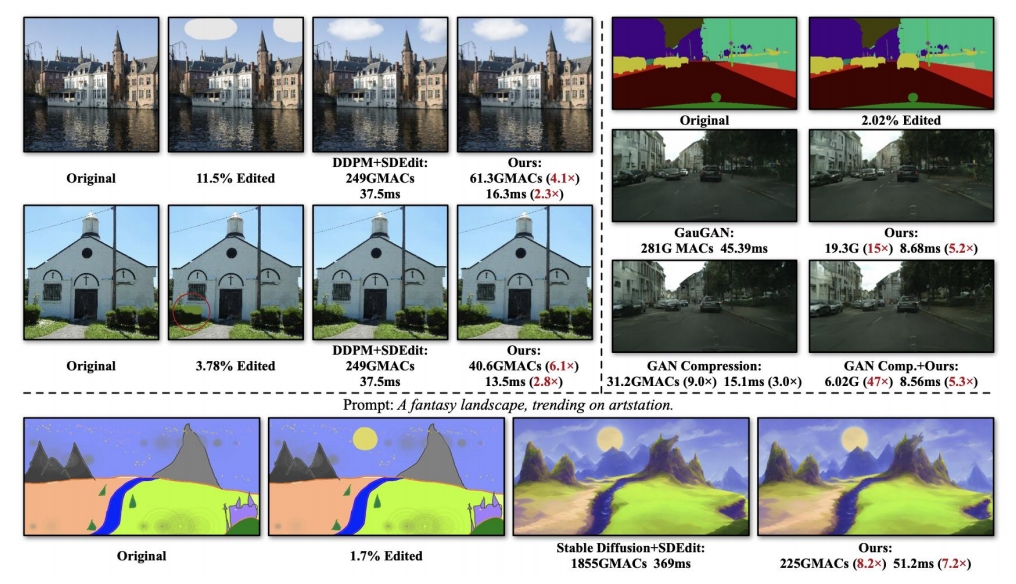 Original
11.5% Edited
DDPM+SDEdit:
249GMACs
37.5ms
Ours:
61.3GMACs (4.1×)
16.3ms (2.3×)
Original
3.78% Edited
DDPM+SDEdit:
249GMACs
37.5ms
Ours:
40.6GMACs (6.1×)
13.5ms (2.8×)
Original
2.02% Edited
GauGAN:
281G MACs 45.39ms
Ours:
19.3G (15×) 8.68ms (5.2×)
GAN Compression:
31.2GMACs (9.0×) 15.1ms (3.0×)
GAN Comp.+Ours:
6.02G (47×) 8.56ms (5.3×)
Prompt: A fantasy landscape, trending on artstation.
Original
1.7% Edited
Stable Diffusion+SDEdit:
1855GMACs 369ms
Ours:
225GMACs (8.2×) 51.2ms (7.2×)